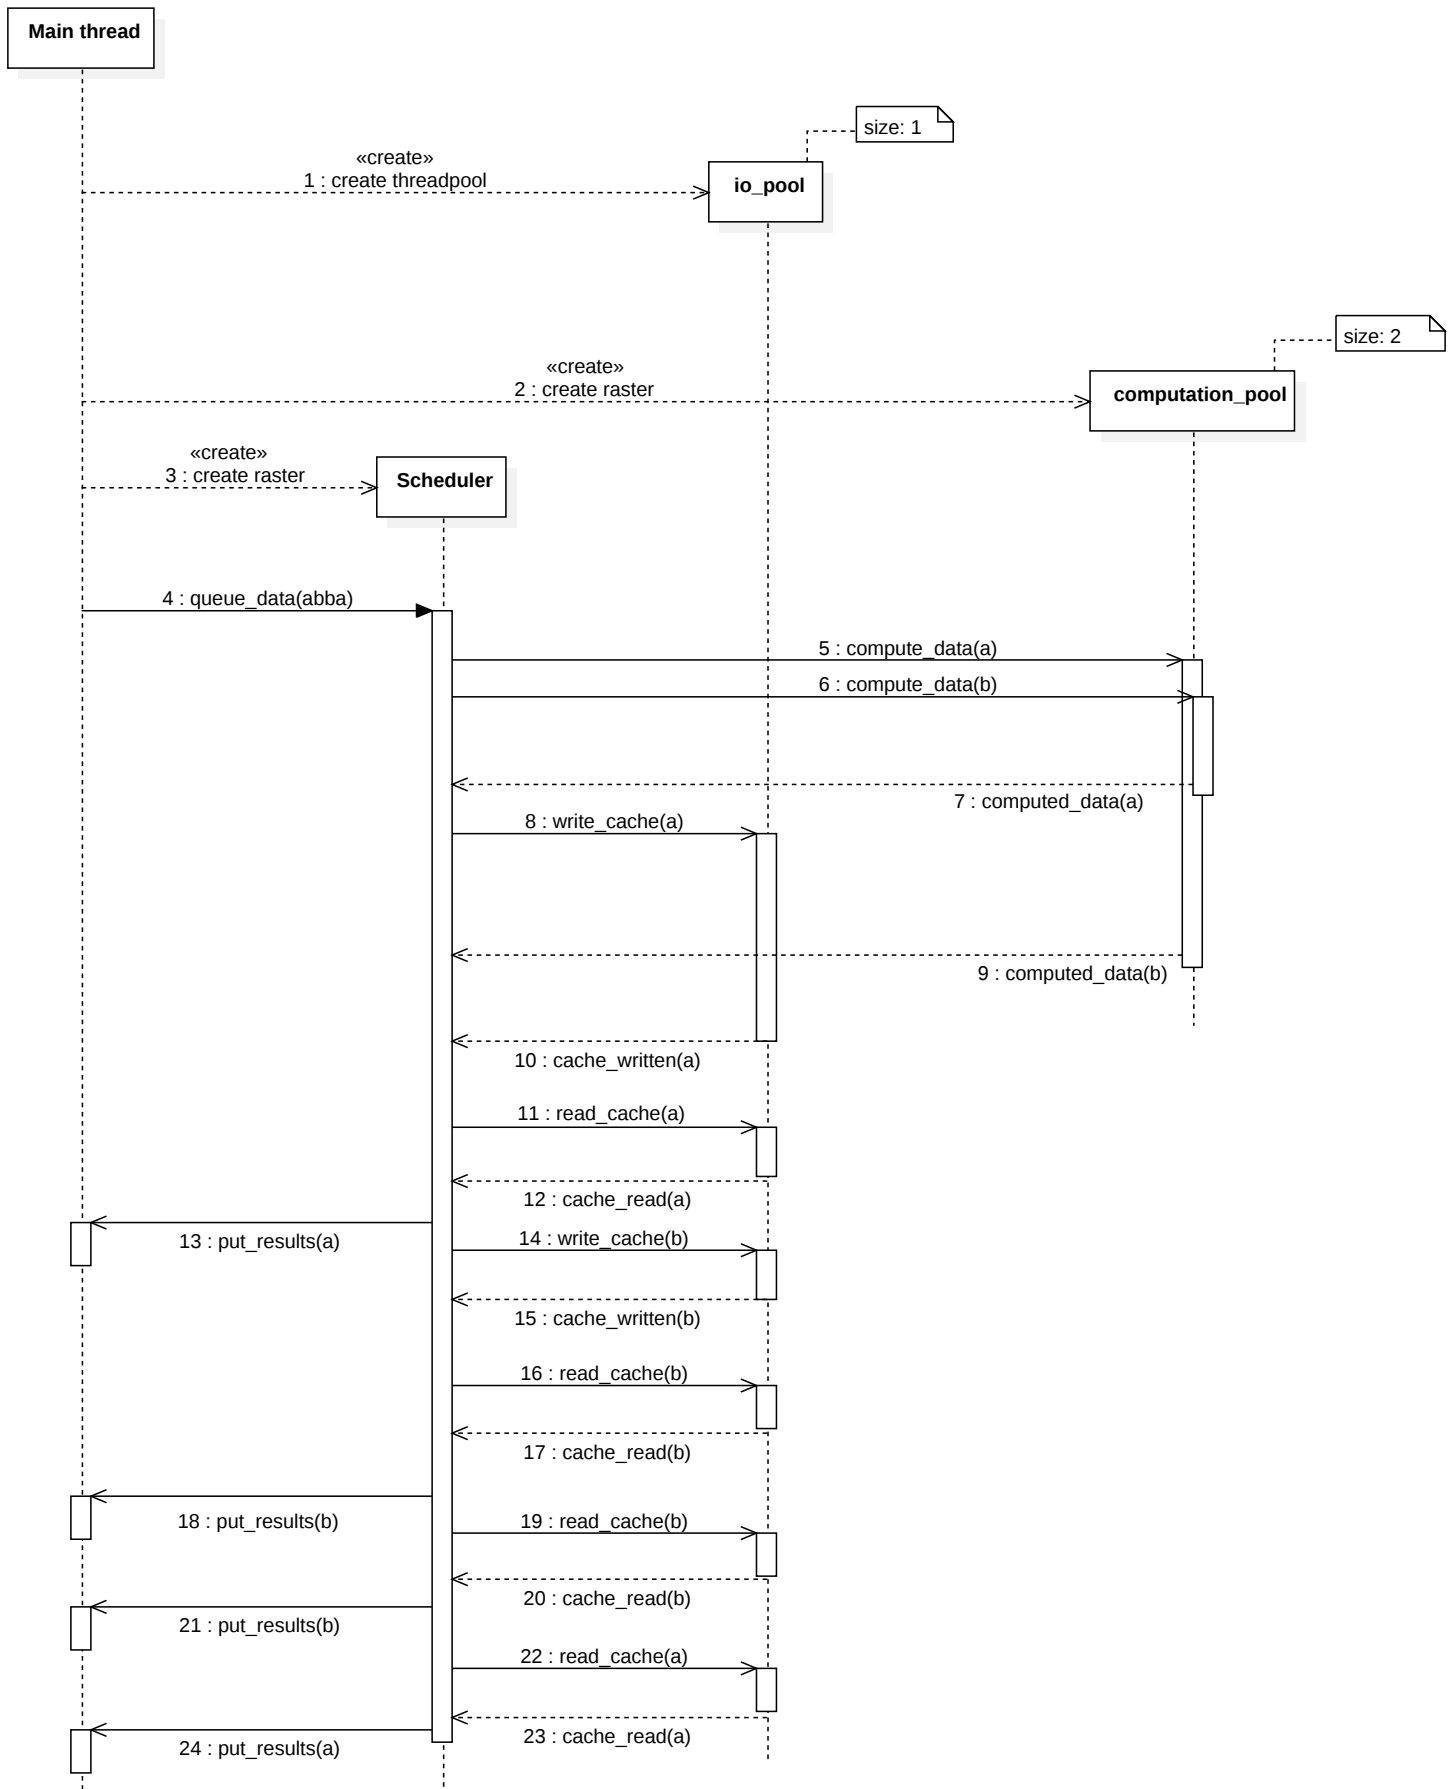 Main thread
size: 1
«create»
1 : create threadpool
io_pool
size: 2
«create»
2 : create raster
computation_pool
«create»
3 : create raster
Scheduler
4 : queue_data(abba)
5 : compute_data(a)
6 : compute_data(b)
7 : computed_data(a)
8 : write_cache(a)
9 : computed_data(b)
10 : cache_written(a)
11 : read_cache(a)
12 : cache_read(a)
13 : put_results(a)
14 : write_cache(b)
15 : cache_written(b)
16 : read_cache(b)
17 : cache_read(b)
18 : put_results(b)
19 : read_cache(b)
20 : cache_read(b)
21 : put_results(b)
22 : read_cache(a)
23 : cache_read(a)
24 : put_results(a)